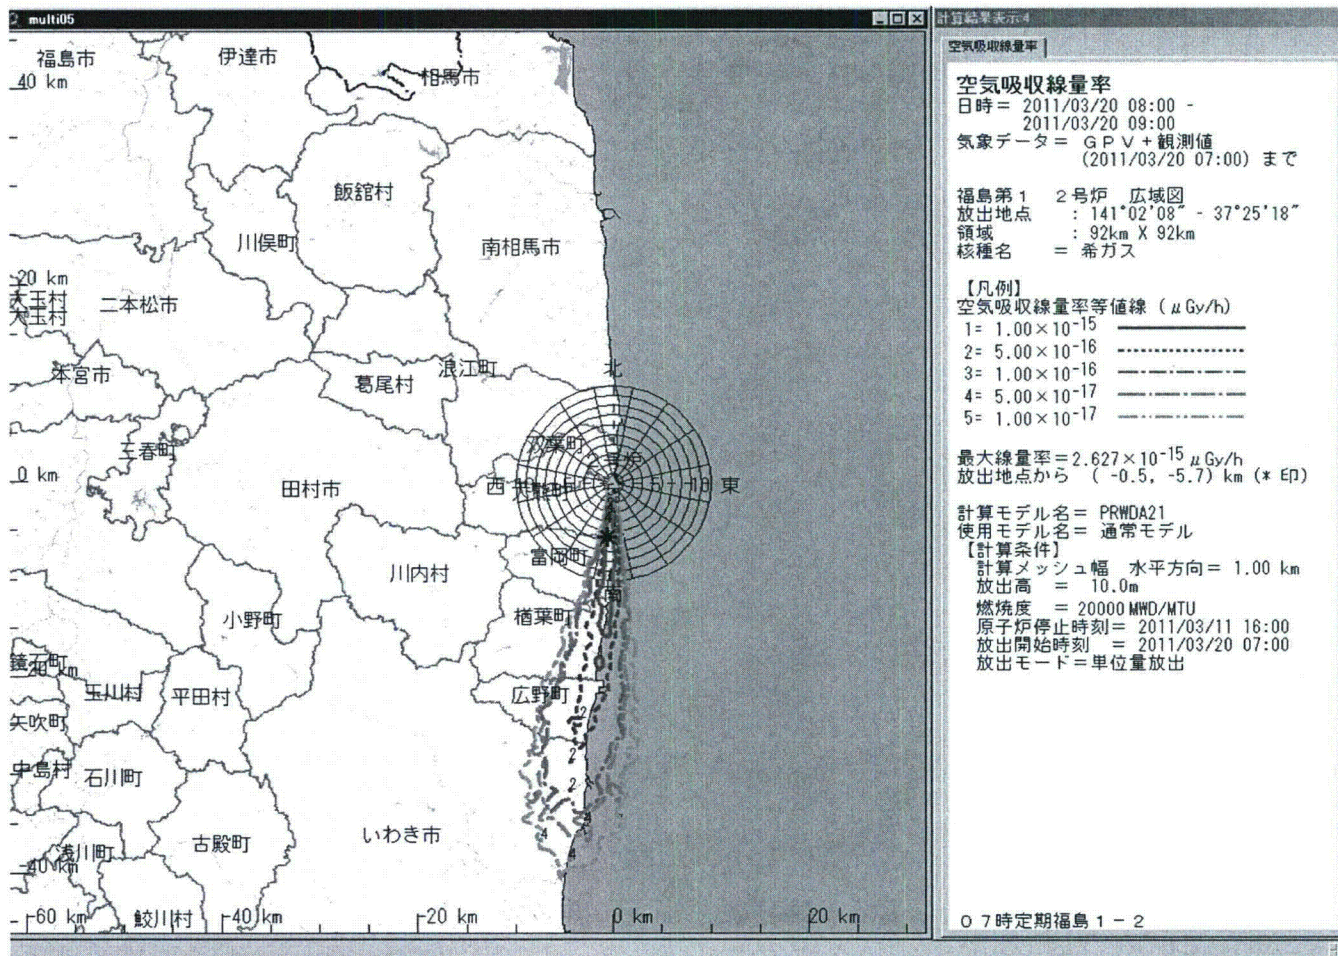 multi05
福島市
伊達市
相馬市
40 km
飯舘村
川俣町
南相馬市
20 km
大玉村
大玉村
二本松市
本宮市
葛尾村
浪江町
北
三春町
双葉町
0 km
田村市
西
東
富岡町
川内村
南
小野町
楢葉町
鏡石町
玉川村
平田村
広野町
矢吹町
中島村
石川町
2
2
2
いわき市
4
古殿町
浅川町
4
-40 km
鮫川村
-60 km
-40 km
-20 km
0 km
20 km
計算結果表示4
空気吸収線量率
空気吸収線量率
日時= 2011/03/20 08:00 -
2011/03/20 09:00
気象データ= GPV+観測値
(2011/03/20 07:00) まで
福島第1 2号炉 広域図
放出地点 : 141°02'08" - 37°25'18"
領域 : 92km X 92km
核種名 = 希ガス
【凡例】
空気吸収線量率等値線 (μGy/h)
1= 1.00×10-15
2= 5.00×10-16
3= 1.00×10-16
4= 5.00×10-17
5= 1.00×10-17
最大線量率=2.627×10-15 μGy/h
放出地点から ( -0.5, -5.7) km (* 印)
計算モデル名= PRWDA21
使用モデル名= 通常モデル
【計算条件】
計算メッシュ幅 水平方向= 1.00 km
放出高 = 10.0m
燃焼度 = 20000MWD/MTU
原子炉停止時刻= 2011/03/11 16:00
放出開始時刻 = 2011/03/20 07:00
放出モード=単位量放出
07時定期福島1-2